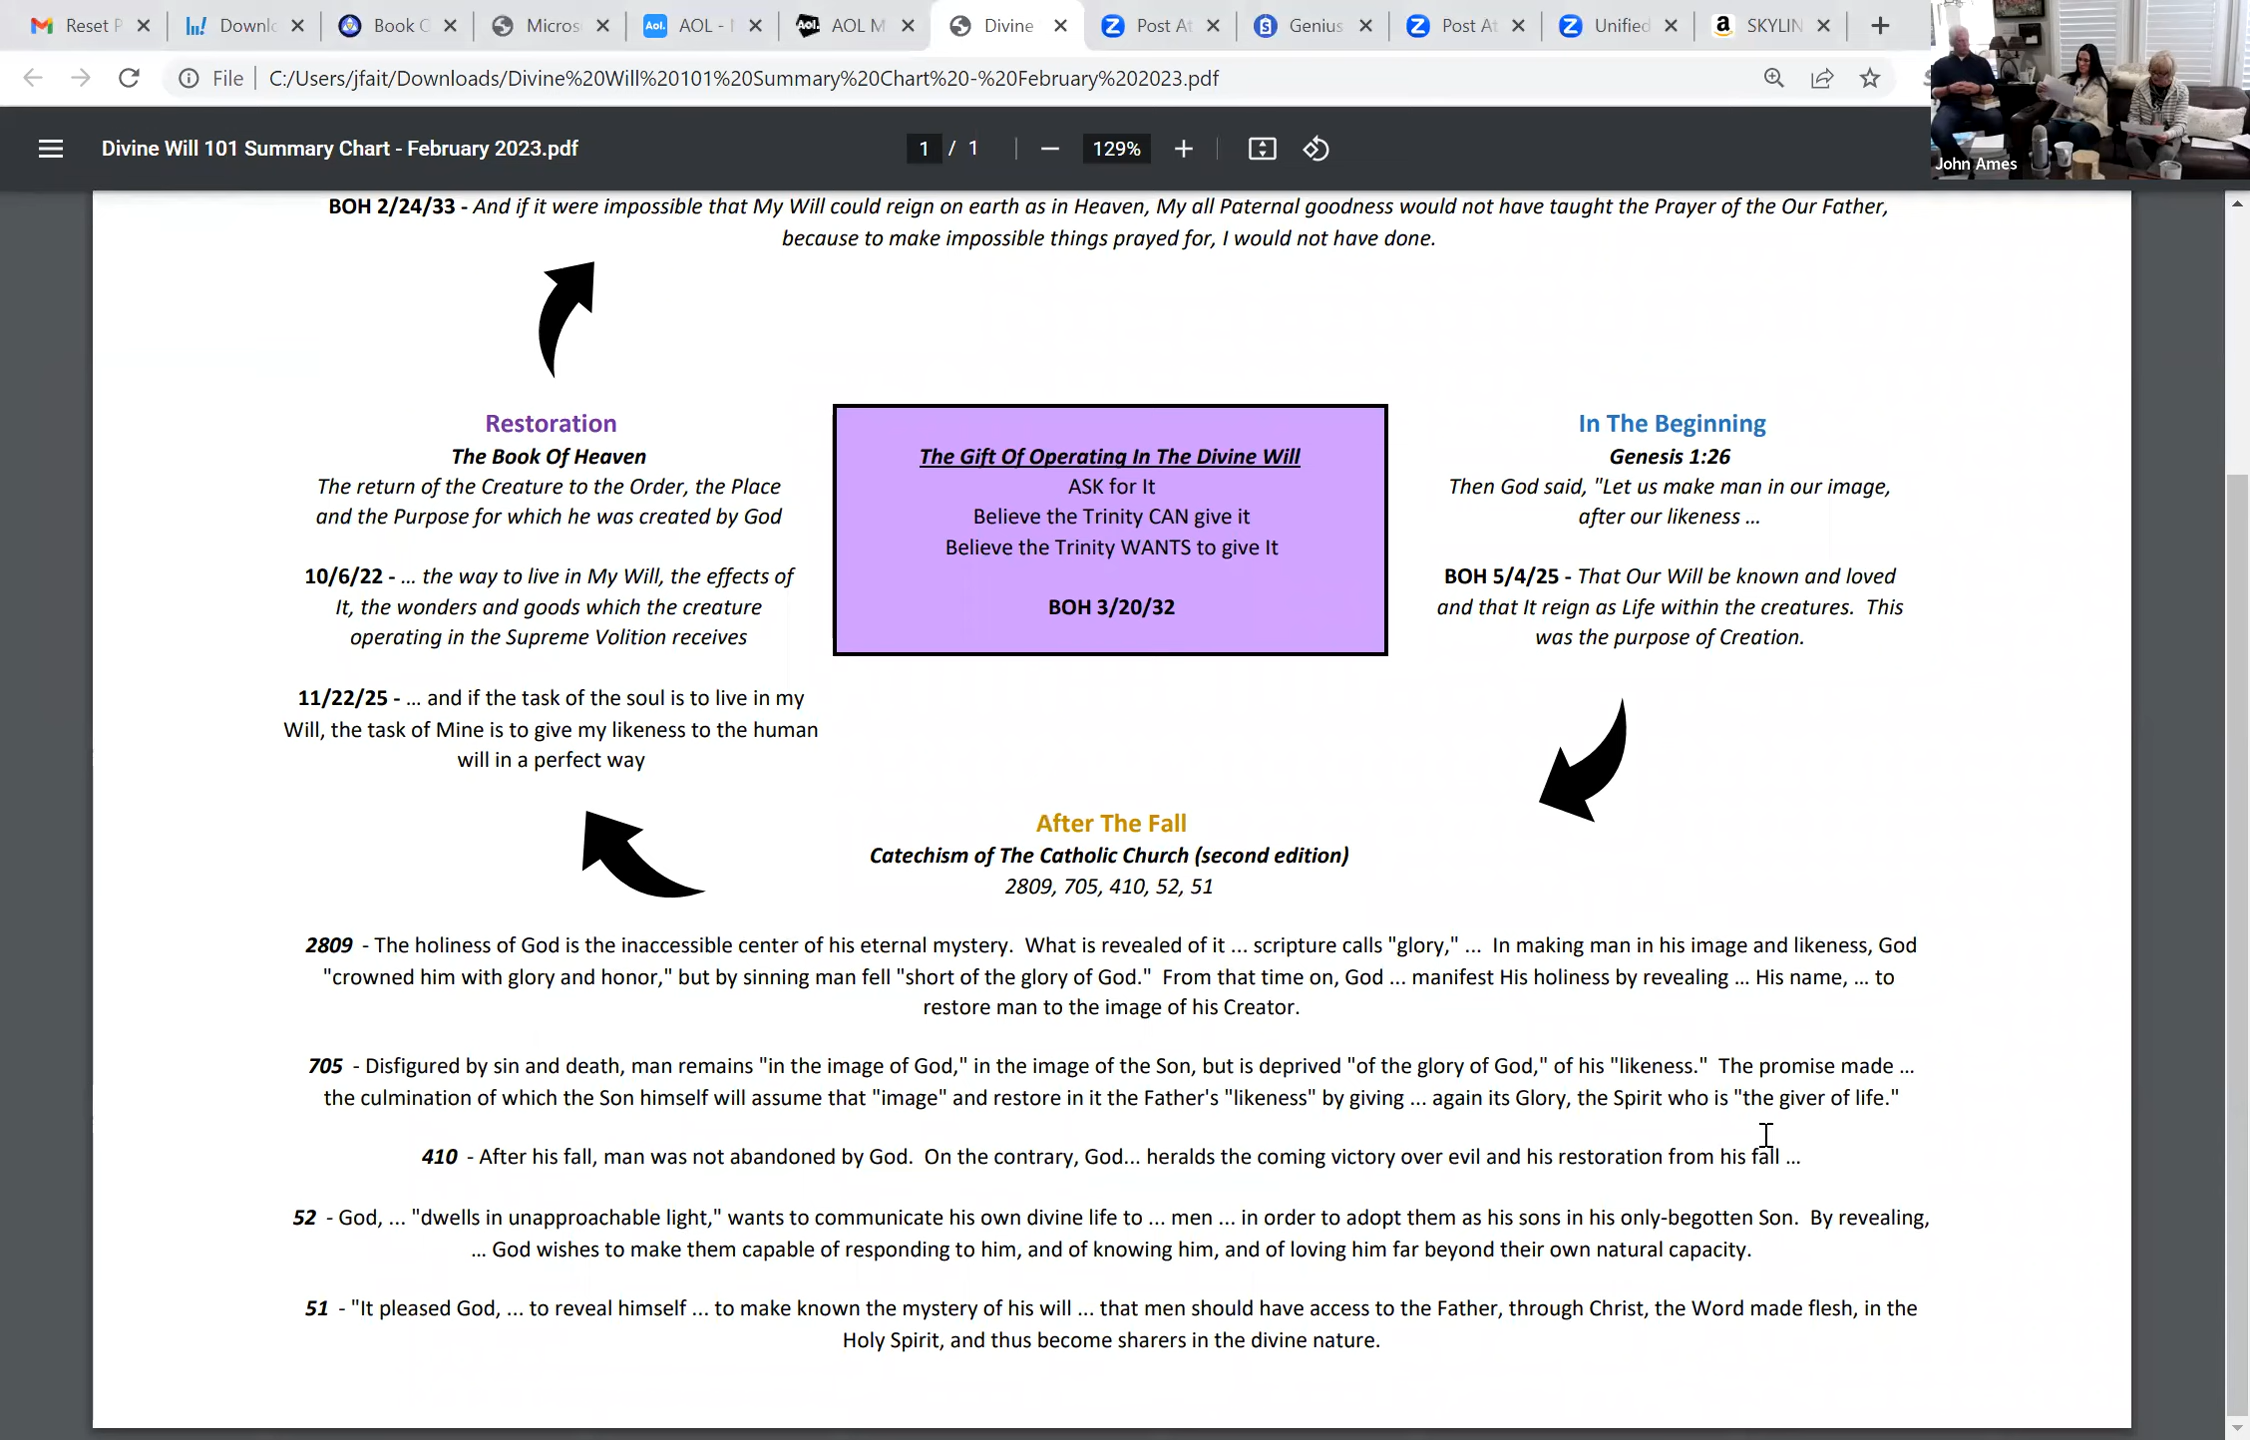 Reset P
Downlo
Book O
Micros
AOL - I
AOL M
Divine
Post At
Genius
Post At
Unified
SKYLIN
File
C:/Users/jfait/Downloads/Divine%20Will%20101%20Summary%20Chart%20-%20February%202023.pdf
John Ames
Divine Will 101 Summary Chart - February 2023.pdf
1 / 1
129%
BOH 2/24/33 - And if it were impossible that My Will could reign on earth as in Heaven, My all Paternal goodness would not have taught the Prayer of the Our Father,
because to make impossible things prayed for, I would not have done.
Restoration
The Book Of Heaven
The return of the Creature to the Order, the Place
and the Purpose for which he was created by God
10/6/22 - ... the way to live in My Will, the effects of
It, the wonders and goods which the creature
operating in the Supreme Volition receives
11/22/25 - ... and if the task of the soul is to live in my
Will, the task of Mine is to give my likeness to the human
will in a perfect way
The Gift Of Operating In The Divine Will
ASK for It
Believe the Trinity CAN give it
Believe the Trinity WANTS to give It
BOH 3/20/32
In The Beginning
Genesis 1:26
Then God said, "Let us make man in our image,
after our likeness ...
BOH 5/4/25 - That Our Will be known and loved
and that It reign as Life within the creatures.  This
was the purpose of Creation.
After The Fall
Catechism of The Catholic Church (second edition)
2809, 705, 410, 52, 51
2809 - The holiness of God is the inaccessible center of his eternal mystery.  What is revealed of it ... scripture calls "glory," ...  In making man in his image and likeness, God
"crowned him with glory and honor," but by sinning man fell "short of the glory of God."  From that time on, God ... manifest His holiness by revealing ... His name, ... to
restore man to the image of his Creator.
705 - Disfigured by sin and death, man remains "in the image of God," in the image of the Son, but is deprived "of the glory of God," of his "likeness."  The promise made ...
the culmination of which the Son himself will assume that "image" and restore in it the Father's "likeness" by giving ... again its Glory, the Spirit who is "the giver of life."
410 - After his fall, man was not abandoned by God.  On the contrary, God... heralds the coming victory over evil and his restoration from his fall ...
52 - God, ... "dwells in unapproachable light," wants to communicate his own divine life to ... men ... in order to adopt them as his sons in his only-begotten Son.  By revealing,
... God wishes to make them capable of responding to him, and of knowing him, and of loving him far beyond their own natural capacity.
51 - "It pleased God, ... to reveal himself ... to make known the mystery of his will ... that men should have access to the Father, through Christ, the Word made flesh, in the
Holy Spirit, and thus become sharers in the divine nature.